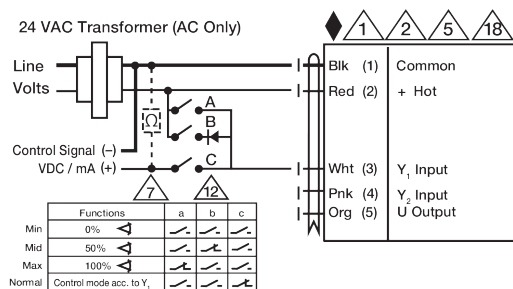 24 VAC Transformer (AC Only)
1 2 5 18
Line
Volts
Blk (1) Common
Red (2) + Hot
A
B
C
Ω
Control Signal (–)
VDC / mA (+)
Wht (3) Y1 Input
Pnk (4) Y2 Input
Org (5) U Output
7 12
Functions a b c
Min 0%
Mid 50%
Max 100%
Normal Control mode acc. to Y1